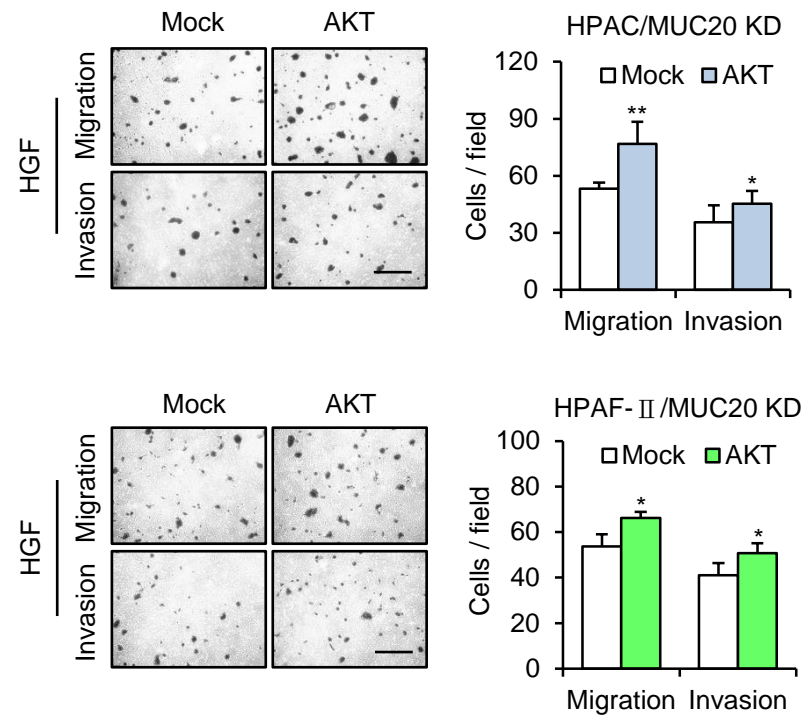 Mock AKT
HGF
Migration
Invasion
HPAC/MUC20 KD
Mock AKT
Cells / field
120
90
60
30
0
**
*
Migration Invasion
Mock AKT
HGF
Migration
Invasion
HPAF-Ⅱ/MUC20 KD
Mock AKT
Cells / field
100
80
60
40
20
0
*
*
Migration Invasion